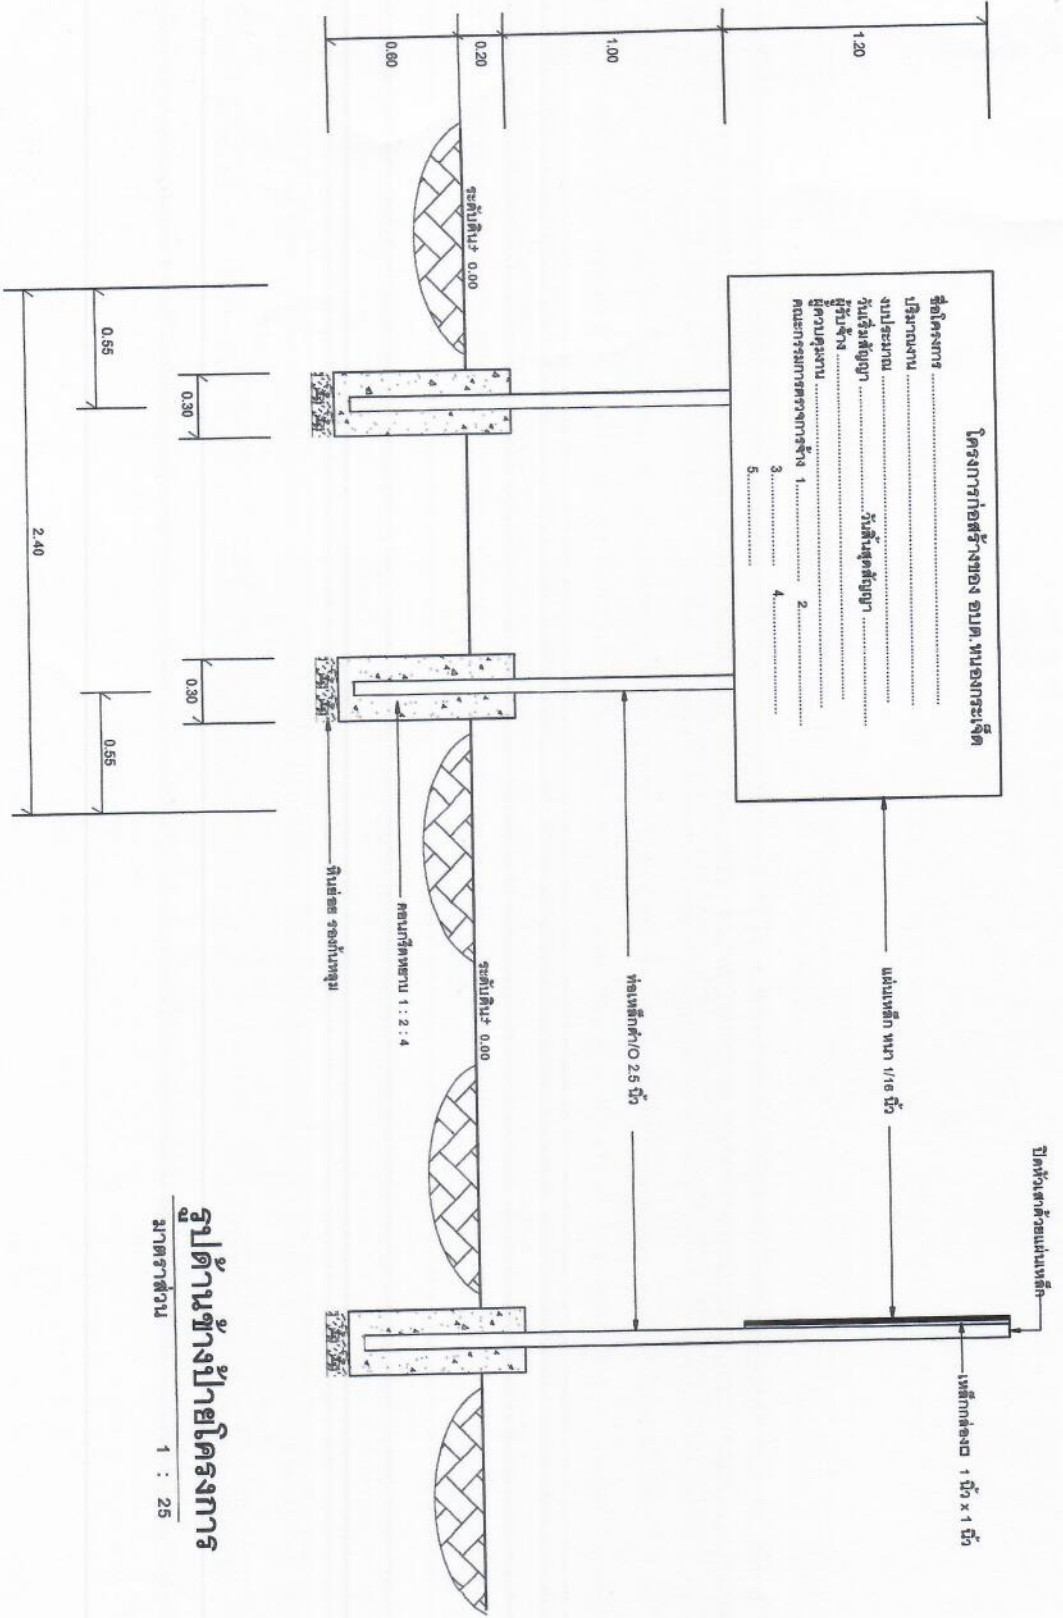 โครงการก่อสร้างของ อบต.หนองกระเจ็ด
ชื่อโครงการ ............................................................
ปริมาณงาน ............................................................
งบประมาณ ............................................................
วันเริ่มสัญญา ..............................วันสิ้นสุดสัญญา ..............................
ผู้รับจ้าง ............................................................
ผู้ควบคุมงาน ............................................................
คณะกรรมการตรวจการจ้าง 1......................... 2..............................
3......................... 4..............................
5.........................
1.20
1.00
0.20
0.60
ระดับดิน± 0.00
0.30
0.55
2.40
0.30
0.55
ปิดหัวเสาด้วยแผ่นเหล็ก
เหล็กกล่อง□ 1 นิ้ว x 1 นิ้ว
แผ่นเหล็ก หนา 1/16 นิ้ว
ท่อเหล็กดำ/O 2.5 นิ้ว
ระดับดิน± 0.00
คอนกรีตหยาบ 1 : 2 : 4
หินย่อย รองก้นหลุม
รูปด้านข้างป้ายโครงการ
มาตราส่วน 1 : 25